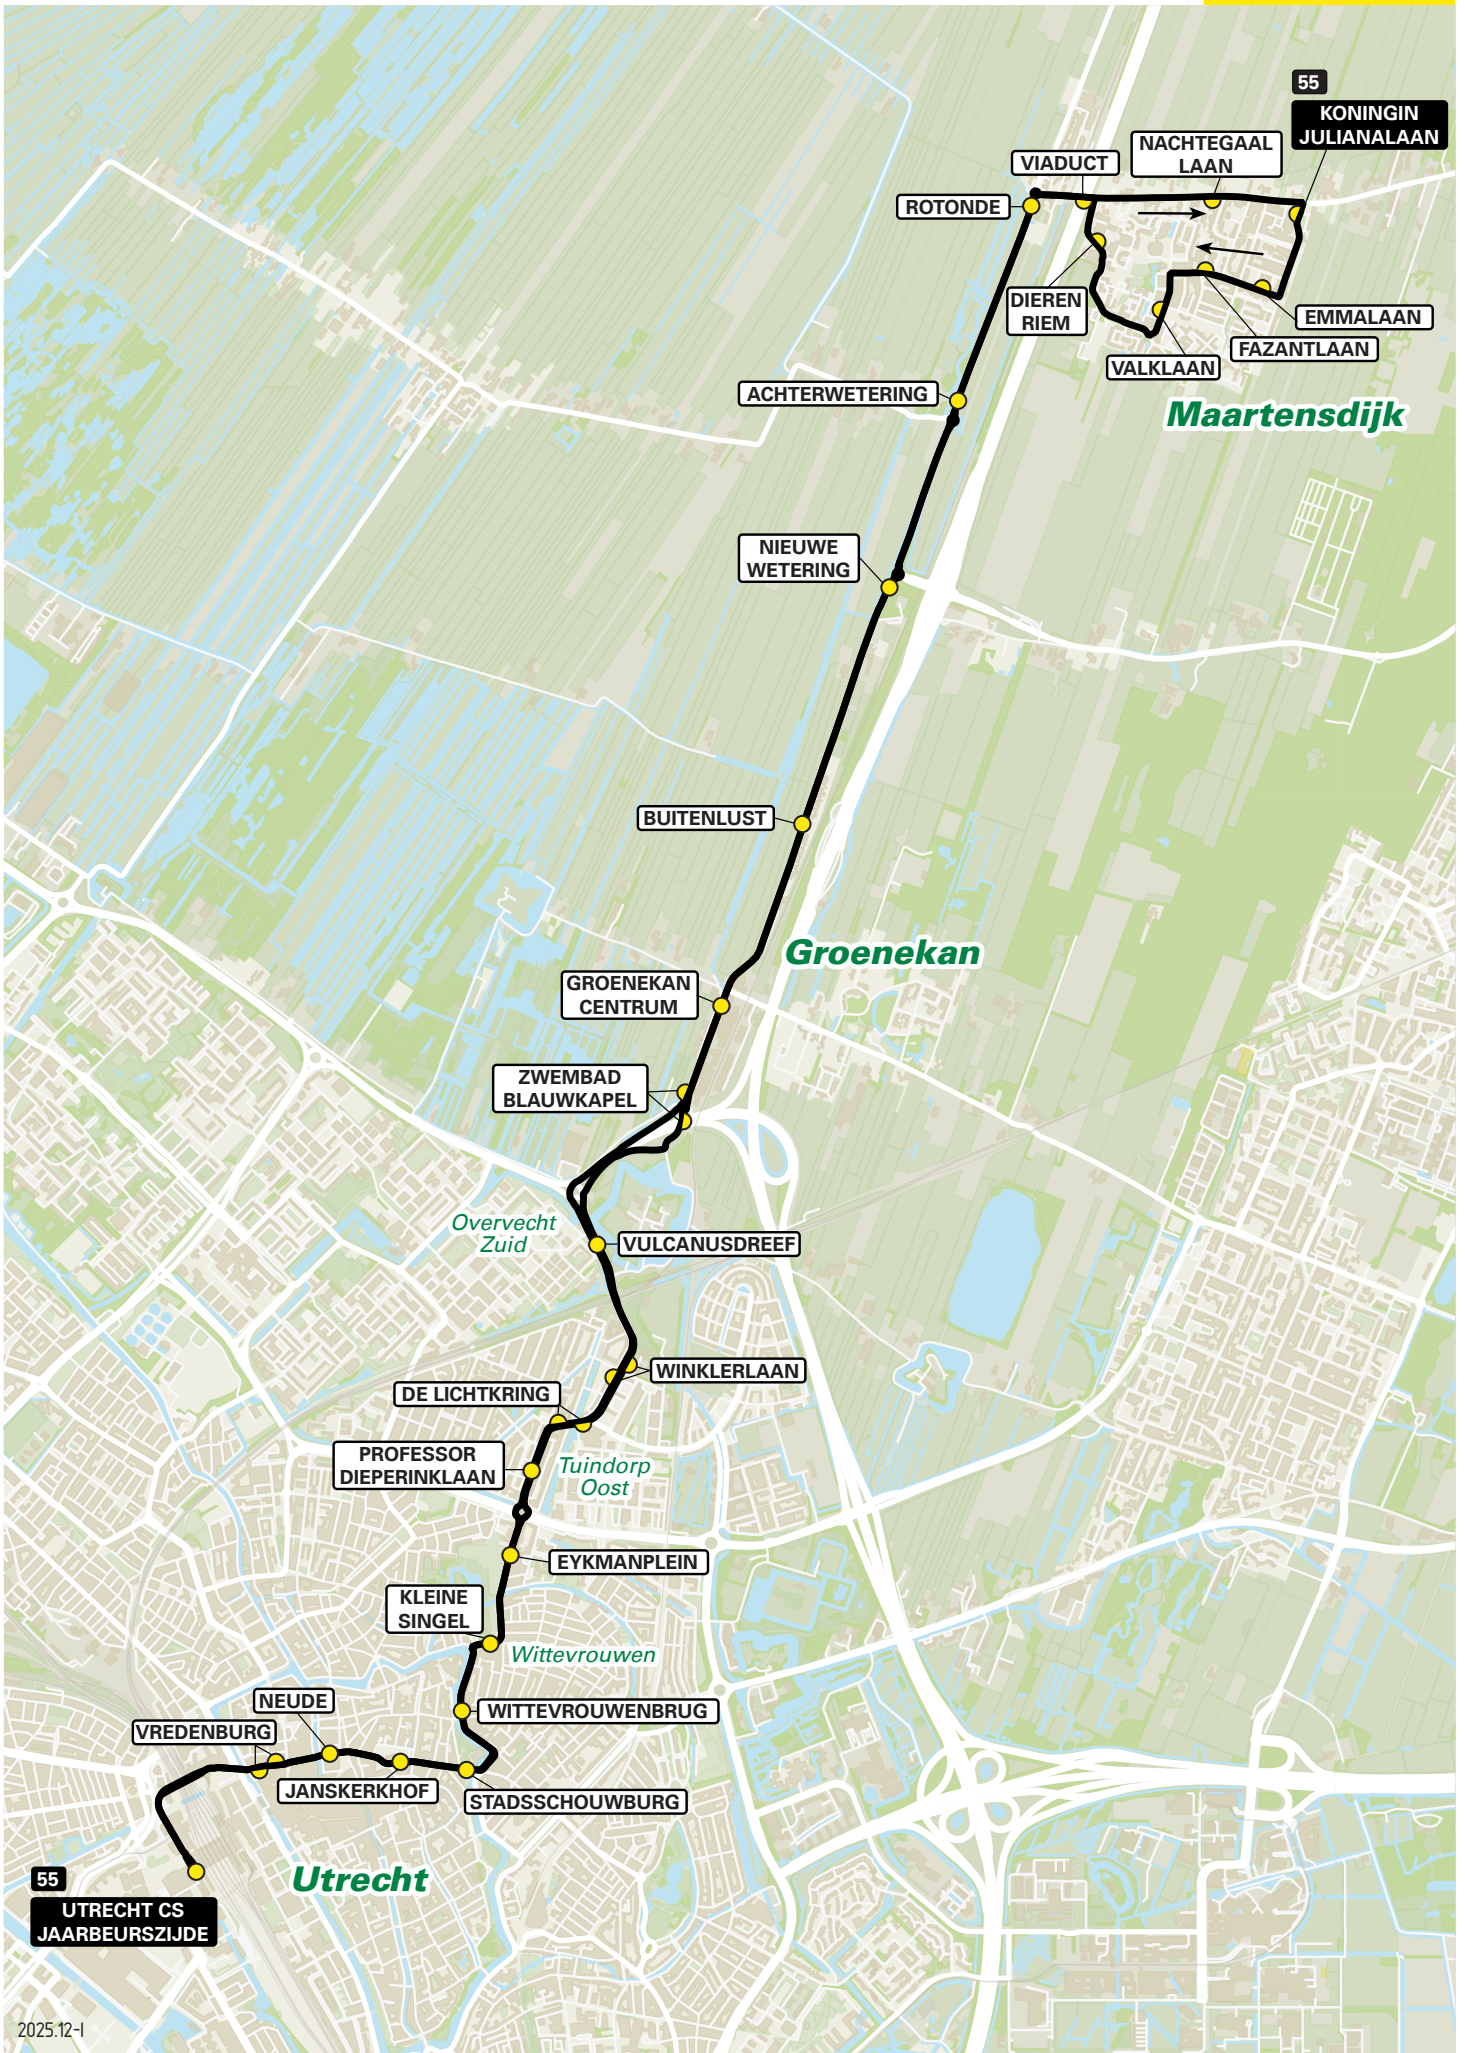 55
KONINGIN
JULIANALAAN
NACHTEGAAL
LAAN
VIADUCT
ROTONDE
DIEREN
RIEM
EMMALAAN
FAZANTLAAN
VALKLAAN
ACHTERWETERING
Maartensdijk
NIEUWE
WETERING
BUITENLUST
Groenekan
GROENEKAN
CENTRUM
ZWEMBAD
BLAUWKAPEL
Overvecht
Zuid
VULCANUSDREEF
WINKLERLAAN
DE LICHTKRING
PROFESSOR
DIEPERINKLAAN
Tuindorp
Oost
EYKMANPLEIN
KLEINE
SINGEL
Wittevrouwen
NEUDE
WITTEVROUWENBRUG
VREDENBURG
JANSKERKHOF
STADSSCHOUWBURG
Utrecht
55
UTRECHT CS
JAARBEURSZIJDE
2025.12-I